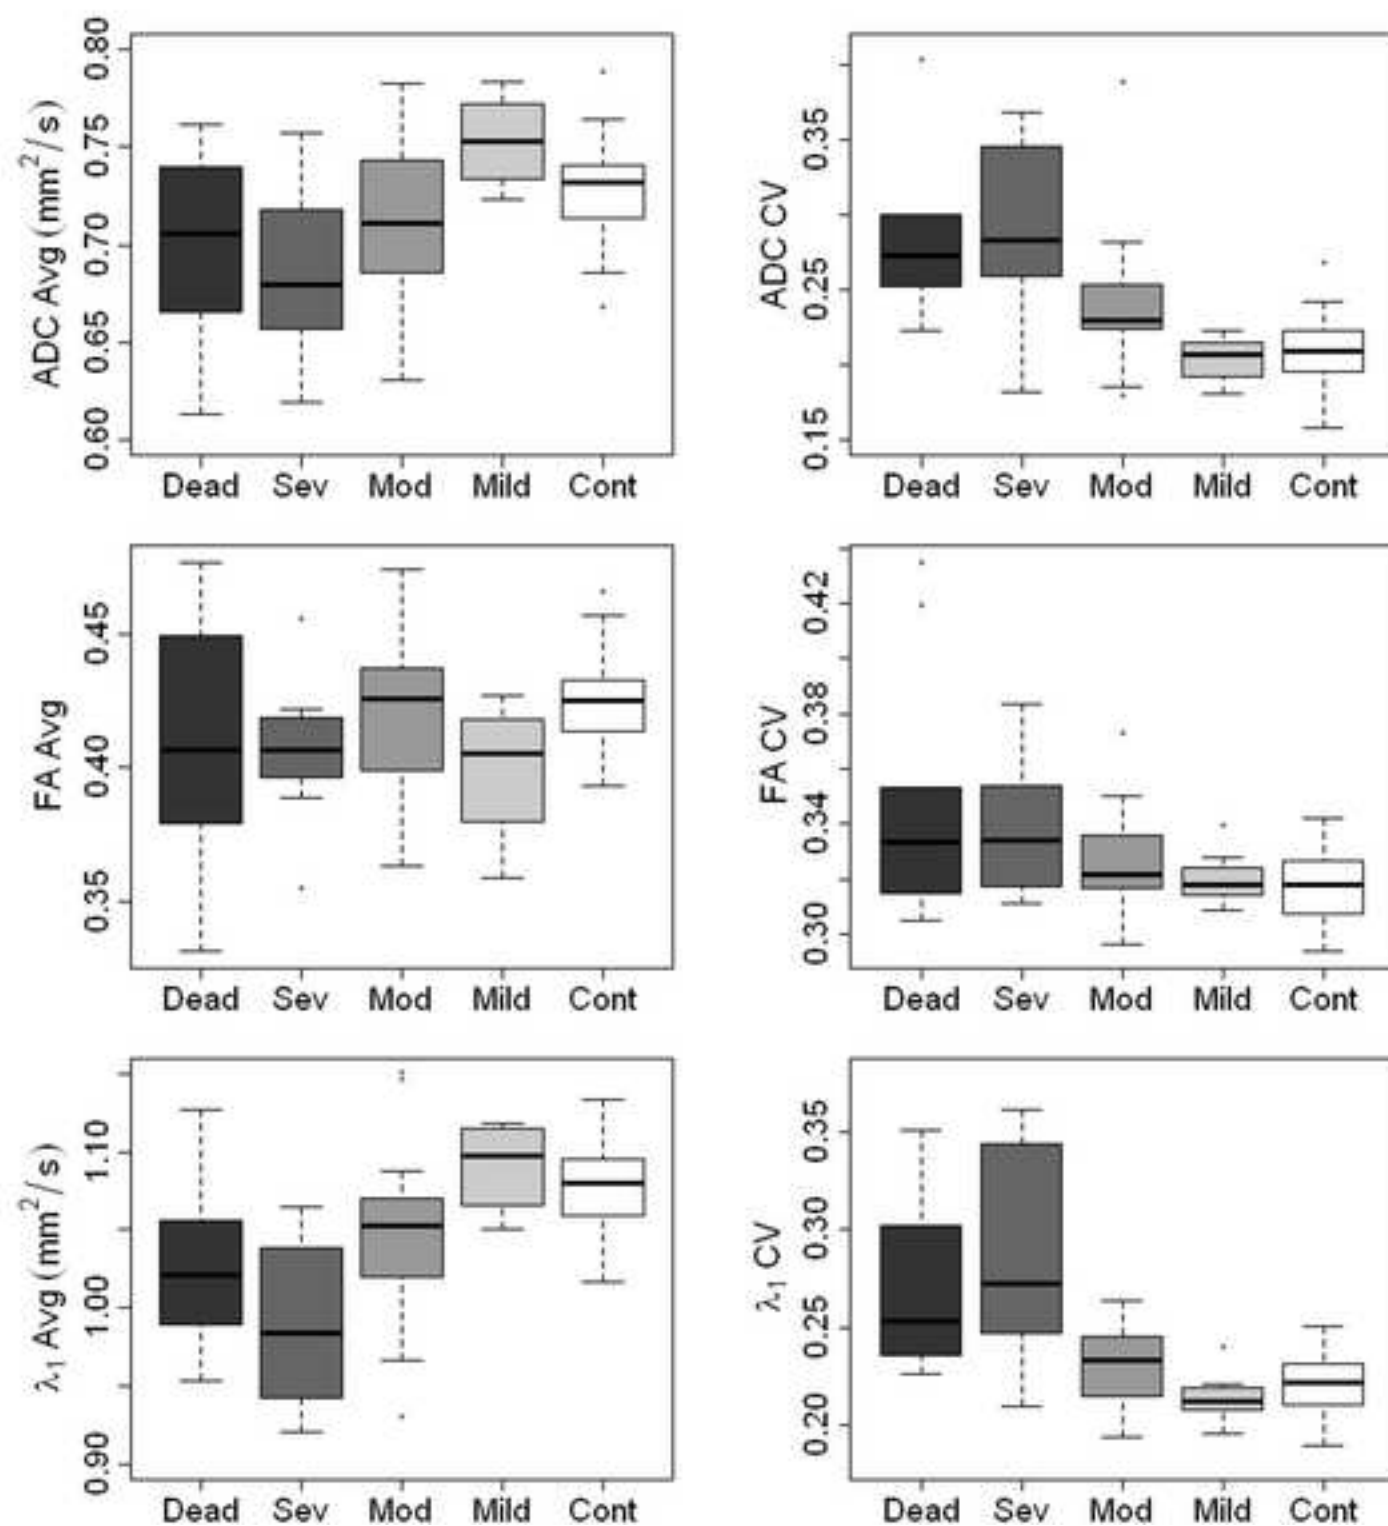 ADC Avg (mm²/s)
0.80
0.75
0.70
0.65
0.60
Dead Sev Mod Mild Cont
ADC CV
0.35
0.25
0.15
Dead Sev Mod Mild Cont
FA Avg
0.45
0.40
0.35
Dead Sev Mod Mild Cont
FA CV
0.42
0.38
0.34
0.30
Dead Sev Mod Mild Cont
λ₁ Avg (mm²/s)
1.10
1.00
0.90
Dead Sev Mod Mild Cont
λ₁ CV
0.35
0.30
0.25
0.20
Dead Sev Mod Mild Cont